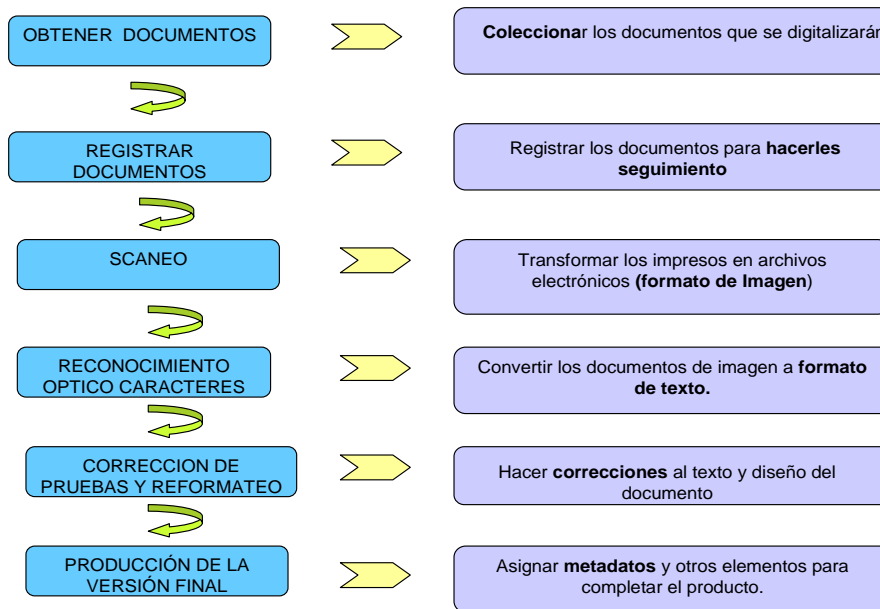 OBTENER DOCUMENTOS
Coleccionar los documentos que se digitalizarán
REGISTRAR
DOCUMENTOS
Registrar los documentos para hacerles
seguimiento
SCANEO
Transformar los impresos en archivos
electrónicos (formato de Imagen)
RECONOCIMIENTO
OPTICO CARACTERES
Convertir los documentos de imagen a formato
de texto.
CORRECCION DE
PRUEBAS Y REFORMATEO
Hacer correcciones al texto y diseño del
documento
PRODUCCIÓN DE LA
VERSIÓN FINAL
Asignar metadatos y otros elementos para
completar el producto.